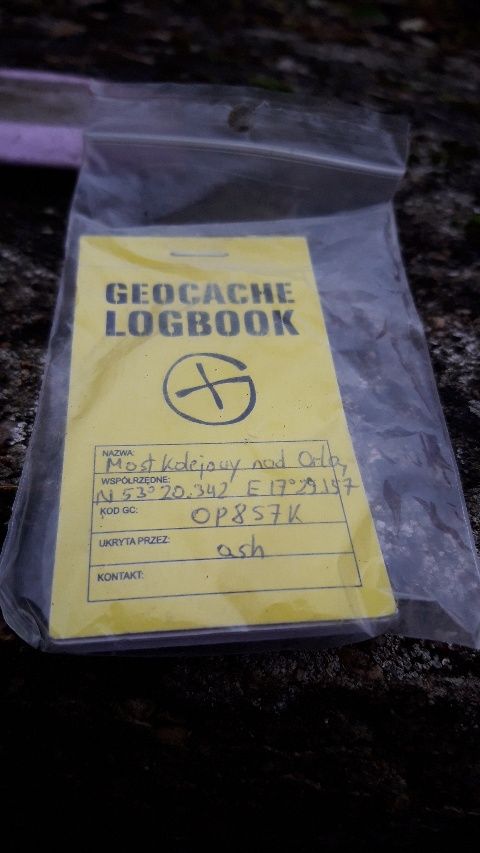 GEOCACHE
LOGBOOK
NAZWA:
Most kolejowy nad Orlą
WSPÓŁRZĘDNE:
N 53° 20.342 E 17° 29.157
KOD GC:
OP8S7K
UKRYTA PRZEZ:
ash
KONTAKT: